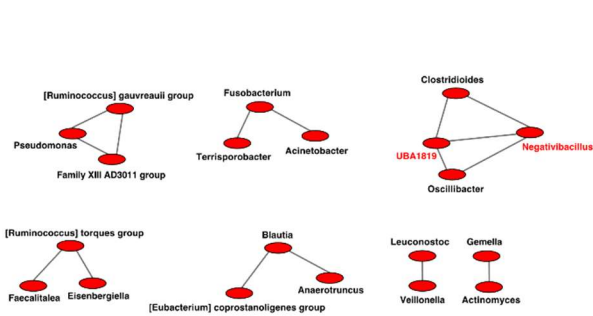 Clostridioides
[Ruminococcus] gauvreauii group
Fusobacterium
Pseudomonas
Terrisporobacter
Acinetobacter
UBA1819
Negativibacillus
Family XIII AD3011 group
Oscillibacter
[Ruminococcus] torques group
Blautia
Leuconostoc
Gemella
Faecalitalea
Eisenbergiella
Anaerotruncus
[Eubacterium] coprostanoligenes group
Veillonella
Actinomyces